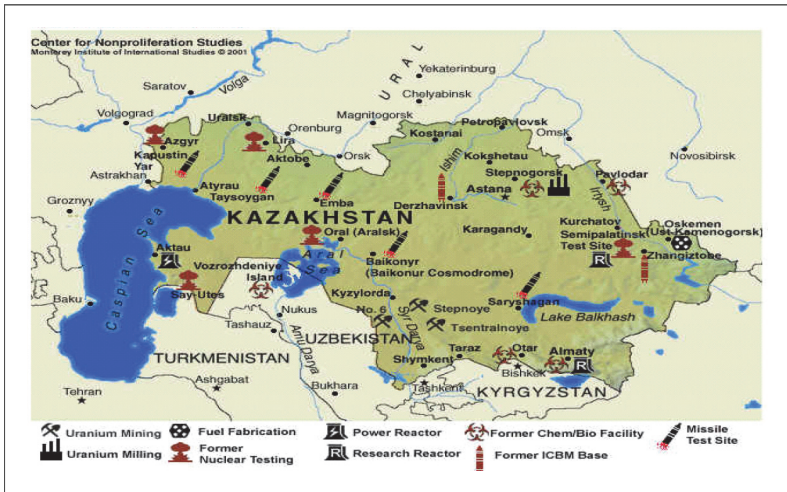 Center for Nonproliferation Studies
Monterey Institute of International Studies © 2001
Saratov
Volga
URAL
Yekaterinburg
Chelyabinsk
Magnitogorsk
Volgograd
Uralsk
Orenburg
Petropavlovsk
Kostanai
Omsk
Novosibirsk
Azgyr
Lira
Kapustin
Yar
Aktobe
Orsk
Ishim
Kokshetau
Stepnogorsk
Pavlodar
Astrakhan
Atyrau
Taysoygan
Emba
Derzhavinsk
Astana
Irtysh
Groznyy
KAZAKHSTAN
Kurchatov
Oskemen
(Ust Kamenogorsk)
Semipalatinsk
Test Site
Zhangiztobe
Caspian Sea
Oral (Aralsk)
Karagandy
Aktau
Aral
Sea
Baikonyr
(Baikonur Cosmodrome)
Vozrozhdeniye
Island
Say-Utes
Kyzylorda
Saryshagan
Baku
Nukus
No. 6
Stepnoye
Lake Balkhash
Tashauz
Syr Darya
Tsentralnoye
UZBEKISTAN
Amu Darya
TURKMENISTAN
Taraz
Otar
Almaty
R
Shymkent
Bishkek
Tehran
Ashgabat
Bukhara
Tashkent
KYRGYZSTAN
Uranium Mining
Fuel Fabrication
Power Reactor
Former Chem/Bio Facility
Missile
Test Site
Uranium Milling
Former
Nuclear Testing
R
Research Reactor
Former ICBM Base